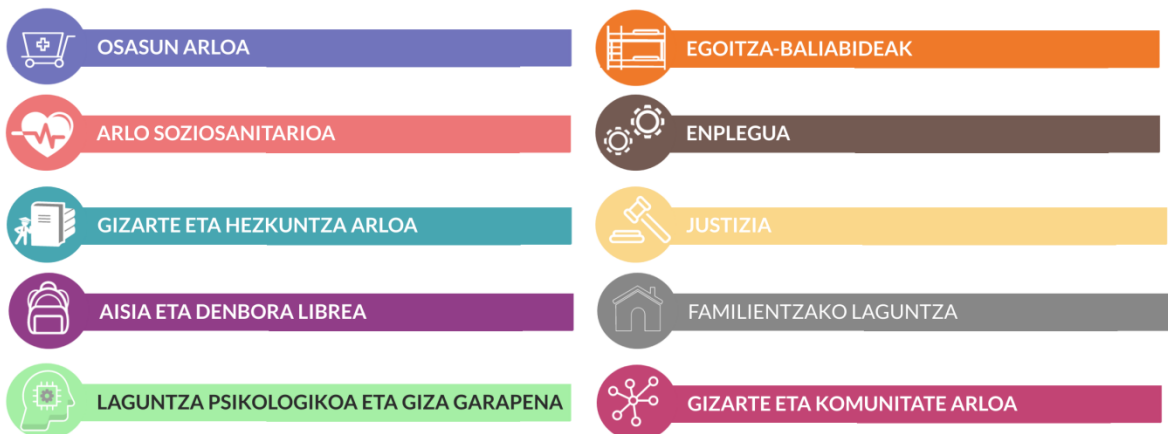 OSASUN ARLOA
ARLO SOZIOSANITARIOA
GIZARTE ETA HEZKUNTZA ARLOA
AISIA ETA DENBORA LIBREA
LAGUNTZA PSIKOLOGIKOA ETA GIZA GARAPENA
EGOITZA-BALIABIDEAK
ENPLEGUA
JUSTIZIA
FAMILIENTZAKO LAGUNTZA
GIZARTE ETA KOMUNITATE ARLOA